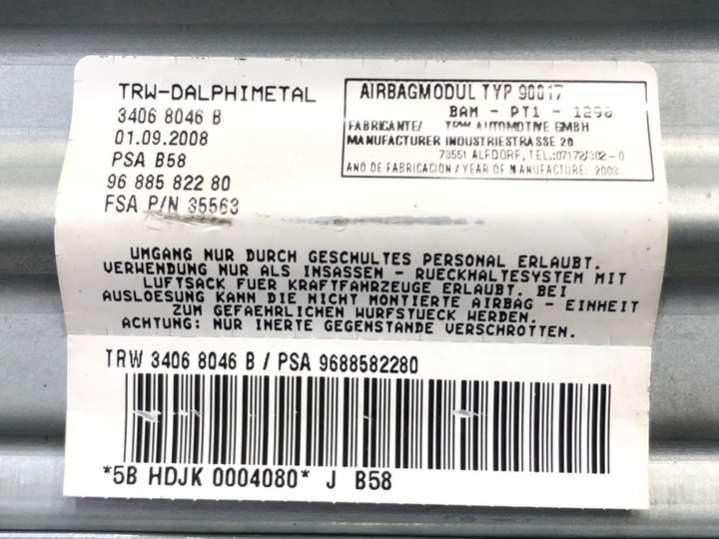 TRW-DALPHIMETAL
3406 8046 B
01.09.2008
PSA B58
96 885 822 80
FSA P/N 35563
AIRBAGMODUL TYP 90017
BAM - PT1 - 1296
FABRICANTE/ TRW AUTOMOTIVE GMBH
MANUFACTURER INDUSTRIESTRASSE 20
73551 ALFDORF, TEL.:07172/302-0
ANO DE FABRICACION / YEAR OF MANUFACTURE: 2008
UMGANG NUR DURCH GESCHULTES PERSONAL ERLAUBT.
VERWENDUNG NUR ALS INSASSEN - RUECKHALTESYSTEM MIT
LUFTSACK FUER KRAFTFAHRZEUGE ERLAUBT. BEI
AUSLOESUNG KANN DIE NICHT MONTIERTE AIRBAG - EINHEIT
ZUM GEFAEHRLICHEN WURFSTUECK WERDEN.
ACHTUNG: NUR INERTE GEGENSTANDE VERSCHROTTEN.
TRW 3406 8046 B / PSA 9688582280
*5B HDJK 0004080* J B58